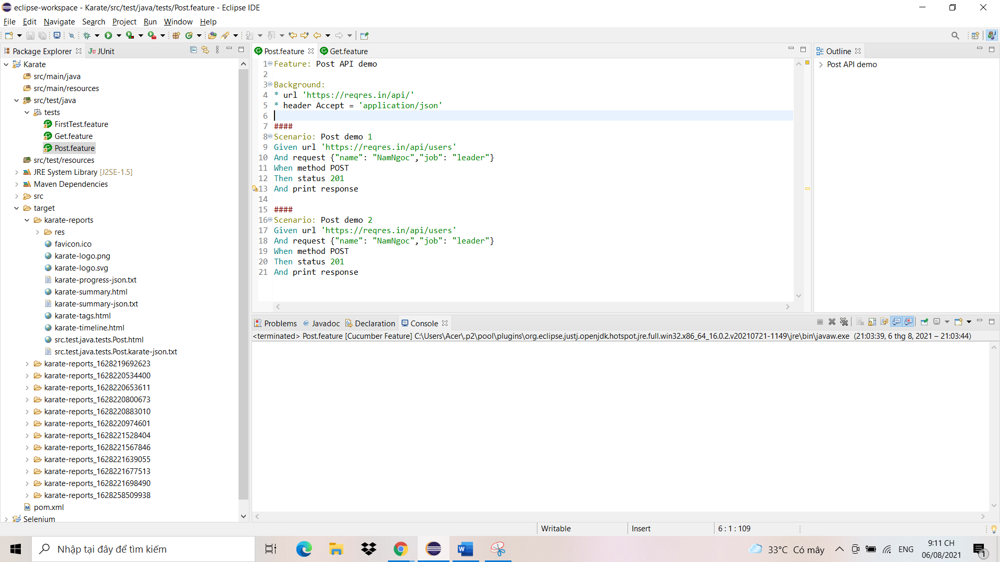 eclipse-workspace - Karate/src/test/java/tests/Post.feature - Eclipse IDE
File Edit Navigate Search Project Run Window Help
Package Explorer
JUnit
Karate
src/main/java
src/main/resources
src/test/java
tests
FirstTest.feature
Get.feature
Post.feature
src/test/resources
JRE System Library [J2SE-1.5]
Maven Dependencies
src
target
karate-reports
res
favicon.ico
karate-logo.png
karate-logo.svg
karate-progress-json.txt
karate-summary.html
karate-summary-json.txt
karate-tags.html
karate-timeline.html
src.test.java.tests.Post.html
src.test.java.tests.Post.karate-json.txt
karate-reports_1628219692623
karate-reports_1628220534400
karate-reports_1628220653611
karate-reports_1628220800673
karate-reports_1628220883010
karate-reports_1628220974601
karate-reports_1628221528404
karate-reports_1628221567846
karate-reports_1628221639055
karate-reports_1628221677513
karate-reports_1628221698490
karate-reports_1628258509938
pom.xml
Selenium
Post.feature
Get.feature
1 Feature: Post API demo
2
3 Background:
4 * url 'https://reqres.in/api/'
5 * header Accept = 'application/json'
6
7 ####
8 Scenario: Post demo 1
9 Given url 'https://reqres.in/api/users'
10 And request {"name": "NamNgoc","job": "leader"}
11 When method POST
12 Then status 201
13 And print response
14
15 ####
16 Scenario: Post demo 2
17 Given url 'https://reqres.in/api/users'
18 And request {"name": "NamNgoc","job": "leader"}
19 When method POST
20 Then status 201
21 And print response
Outline
Post API demo
Problems @ Javadoc Declaration Console
<terminated> Post.feature [Cucumber Feature] C:\Users\Acer\.p2\pool\plugins\org.eclipse.justj.openjdk.hotspot.jre.full.win32.x86_64_16.0.2.v20210721-1149\jre\bin\javaw.exe (21:03:39, 6 thg 8, 2021 – 21:03:44)
Writable
Insert
6 : 1 : 109
Nhập tại đây để tìm kiếm
33°C Có mây
ENG
9:11 CH
06/08/2021
1